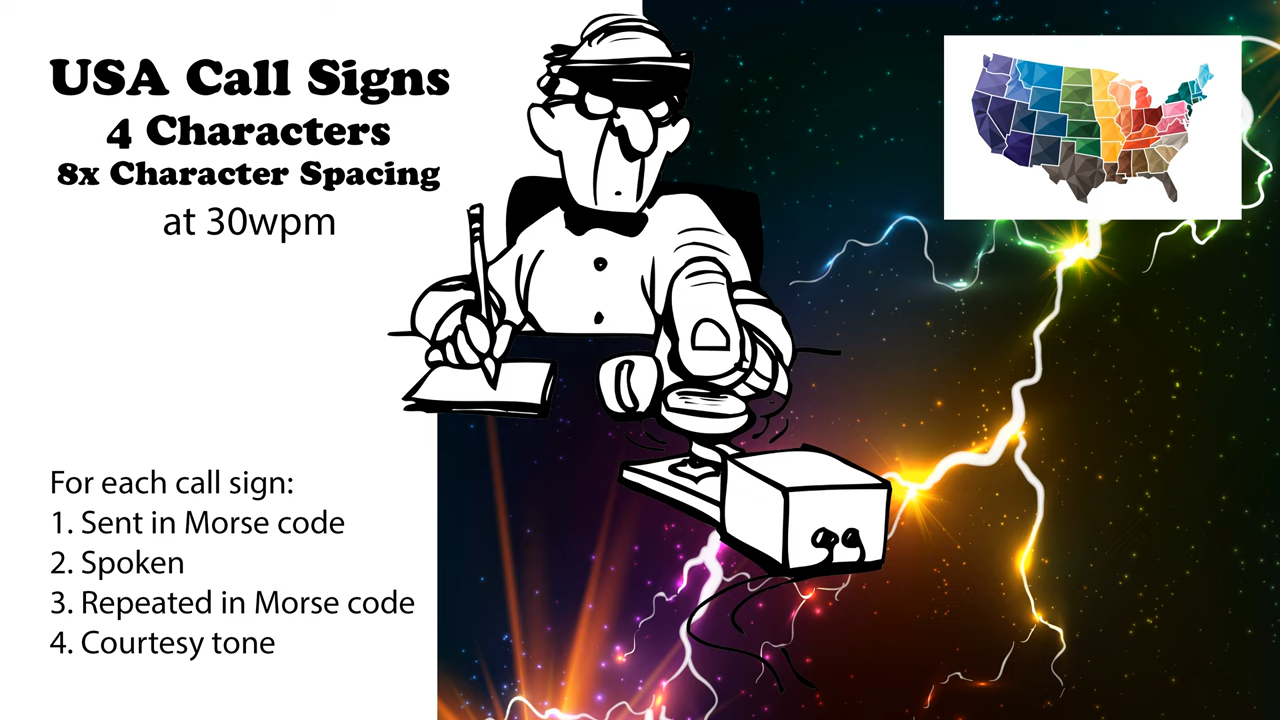 USA Call Signs
4 Characters
8x Character Spacing
at 30wpm
For each call sign:
1. Sent in Morse code
2. Spoken
3. Repeated in Morse code
4. Courtesy tone